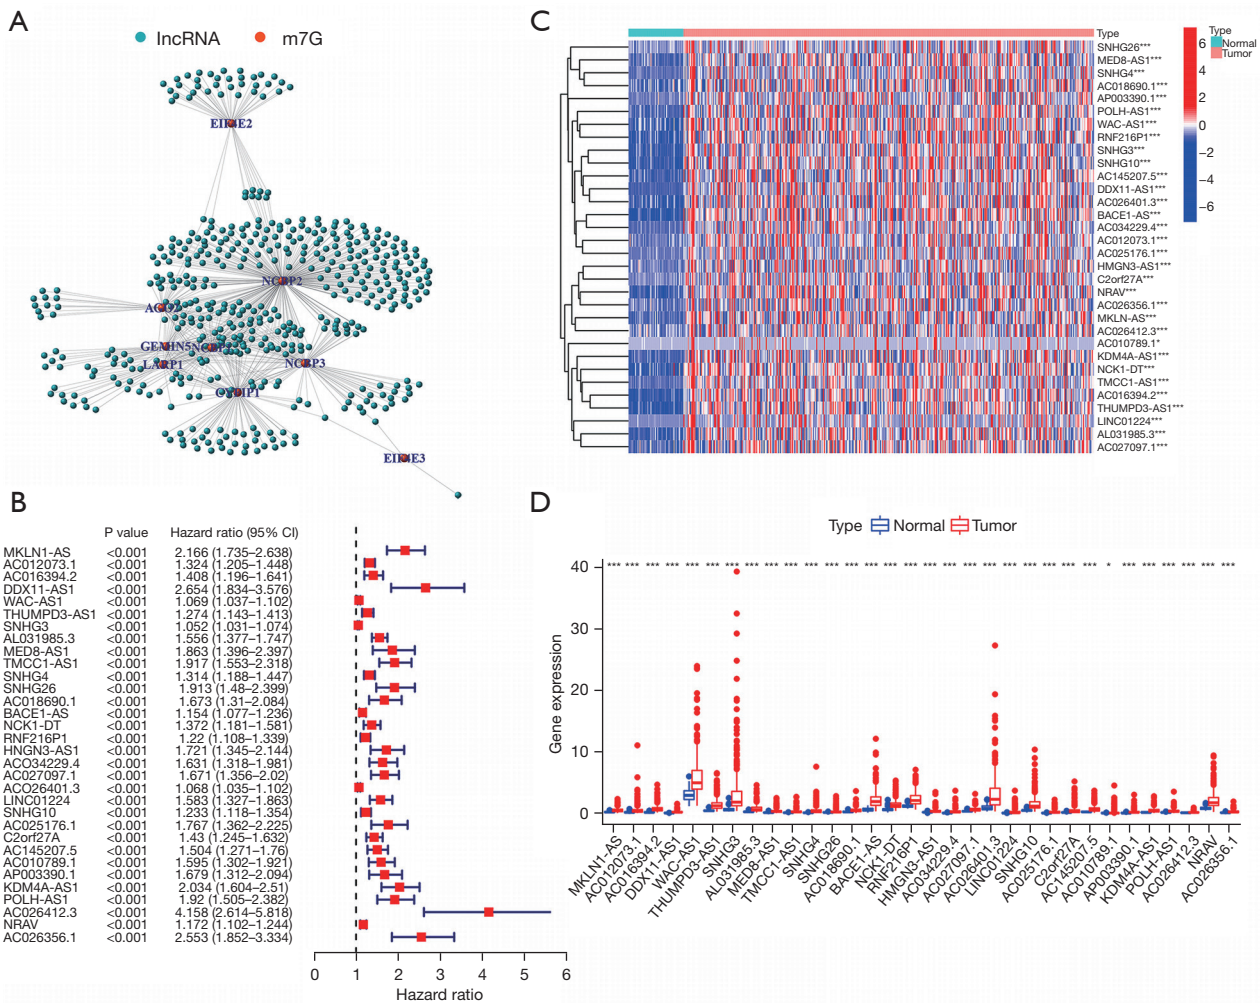 A
lncRNA m7G
EIF4E2
NCBP2
AGO2
GEMIN5
LARP1
NCBP3
CYFIP1
EIF4E3
B
P value Hazard ratio (95% CI)
MKLN1-AS <0.001 2.166 (1.735–2.638)
AC012073.1 <0.001 1.324 (1.205–1.448)
AC016394.2 <0.001 1.408 (1.196–1.641)
DDX11-AS1 <0.001 2.654 (1.834–3.576)
WAC-AS1 <0.001 1.069 (1.037–1.102)
THUMPD3-AS1 <0.001 1.274 (1.143–1.413)
SNHG3 <0.001 1.052 (1.031–1.074)
AL031985.3 <0.001 1.556 (1.377–1.747)
MED8-AS1 <0.001 1.863 (1.396–2.397)
TMCC1-AS1 <0.001 1.917 (1.553–2.318)
SNHG4 <0.001 1.314 (1.188–1.447)
SNHG26 <0.001 1.913 (1.48–2.399)
AC018690.1 <0.001 1.673 (1.31–2.084)
BACE1-AS <0.001 1.154 (1.077–1.236)
NCK1-DT <0.001 1.372 (1.181–1.581)
RNF216P1 <0.001 1.22 (1.108–1.339)
HNGN3-AS1 <0.001 1.721 (1.345–2.144)
ACO34229.4 <0.001 1.631 (1.318–1.981)
AC027097.1 <0.001 1.671 (1.356–2.02)
ACO26401.3 <0.001 1.068 (1.035–1.102)
LINC01224 <0.001 1.583 (1.327–1.863)
SNHG10 <0.001 1.233 (1.118–1.354)
AC025176.1 <0.001 1.767 (1.362–2.225)
C2orf27A <0.001 1.43 (1.245–1.632)
AC145207.5 <0.001 1.504 (1.271–1.76)
AC010789.1 <0.001 1.595 (1.302–1.921)
AP003390.1 <0.001 1.679 (1.312–2.094)
KDM4A-AS1 <0.001 2.034 (1.604–2.51)
POLH-AS1 <0.001 1.92 (1.505–2.382)
AC026412.3 <0.001 4.158 (2.614–5.818)
NRAV <0.001 1.172 (1.102–1.244)
AC026356.1 <0.001 2.553 (1.852–3.334)
0 1 2 3 4 5 6
Hazard ratio
C
Type
SNHG26***
MED8-AS1***
SNHG4***
AC018690.1***
AP003390.1***
POLH-AS1***
WAC-AS1***
RNF216P1***
SNHG3***
SNHG10***
AC145207.5***
DDX11-AS1***
AC026401.3***
BACE1-AS***
AC034229.4***
AC012073.1***
AC025176.1***
HMGN3-AS1***
C2orf27A***
NRAV***
AC026356.1***
MKLN-AS***
AC026412.3***
AC010789.1*
KDM4A-AS1***
NCK1-DT***
TMCC1-AS1***
AC016394.2***
THUMPD3-AS1***
LINC01224***
AL031985.3***
AC027097.1***
6
4
2
0
−2
−4
−6
Type
Normal
Tumor
D
Type Normal Tumor
*** *** *** *** *** *** *** *** *** *** *** *** *** *** *** *** *** *** *** *** *** *** *** *** *** * *** *** *** *** *** ***
Gene expression
40
30
20
10
0
MKLN1-AS
AC012073.1
AC016394.2
DDX11-AS1
WAC-AS1
THUMPD3-AS1
SNHG3
AL031985.3
MED8-AS1
TMCC1-AS1
SNHG4
SNHG26
AC018690.1
BACE1-AS
NCK1-DT
RNF216P1
HMGN3-AS1
AC034229.4
AC027097.1
AC026401.3
LINC01224
SNHG10
AC025176.1
C2orf27A
AC145207.5
AC010789.1
AP003390.1
KDM4A-AS1
POLH-AS1
AC026412.3
NRAV
AC026356.1